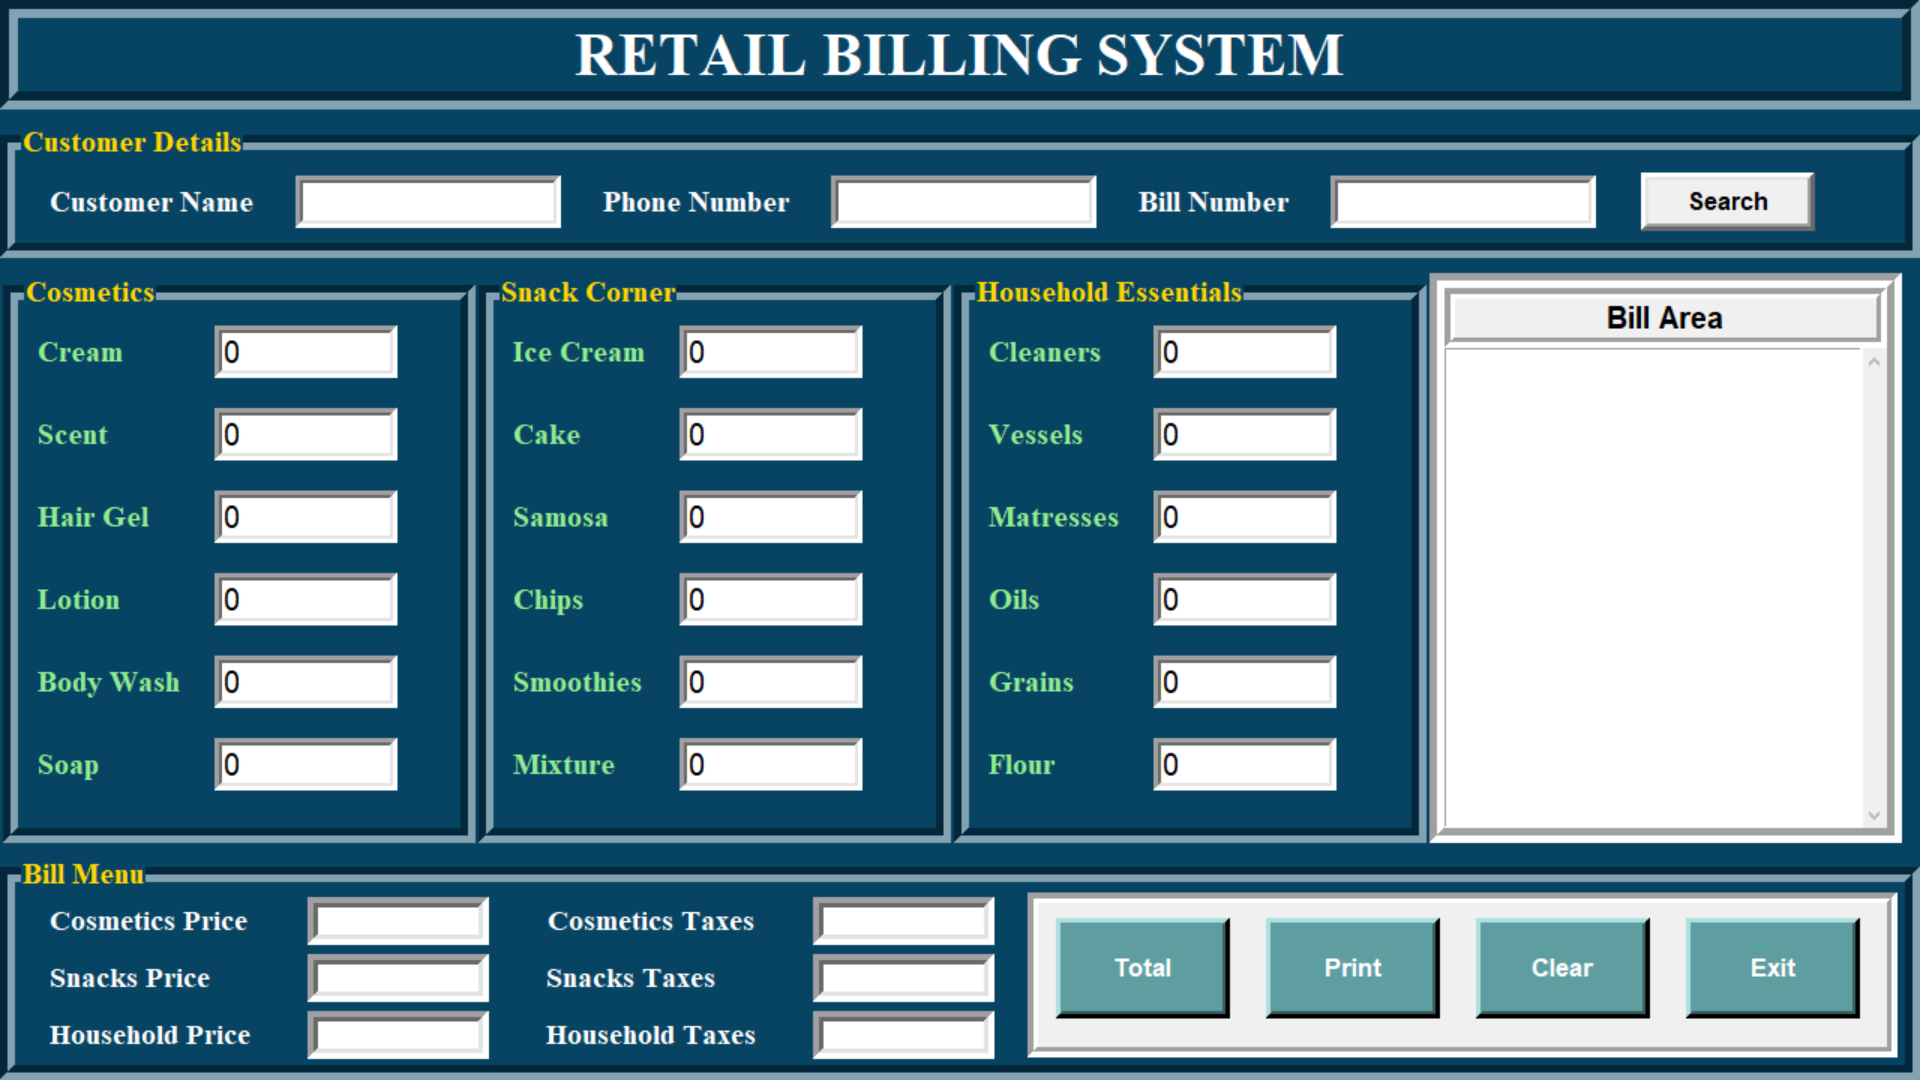 RETAIL BILLING SYSTEM
Customer Details
Customer Name Phone Number Bill Number Search
Cosmetics
Cream 0
Scent 0
Hair Gel 0
Lotion 0
Body Wash 0
Soap 0
Snack Corner
Ice Cream 0
Cake 0
Samosa 0
Chips 0
Smoothies 0
Mixture 0
Household Essentials
Cleaners 0
Vessels 0
Matresses 0
Oils 0
Grains 0
Flour 0
Bill Area
Bill Menu
Cosmetics Price Cosmetics Taxes
Snacks Price Snacks Taxes
Household Price Household Taxes
Total Print Clear Exit